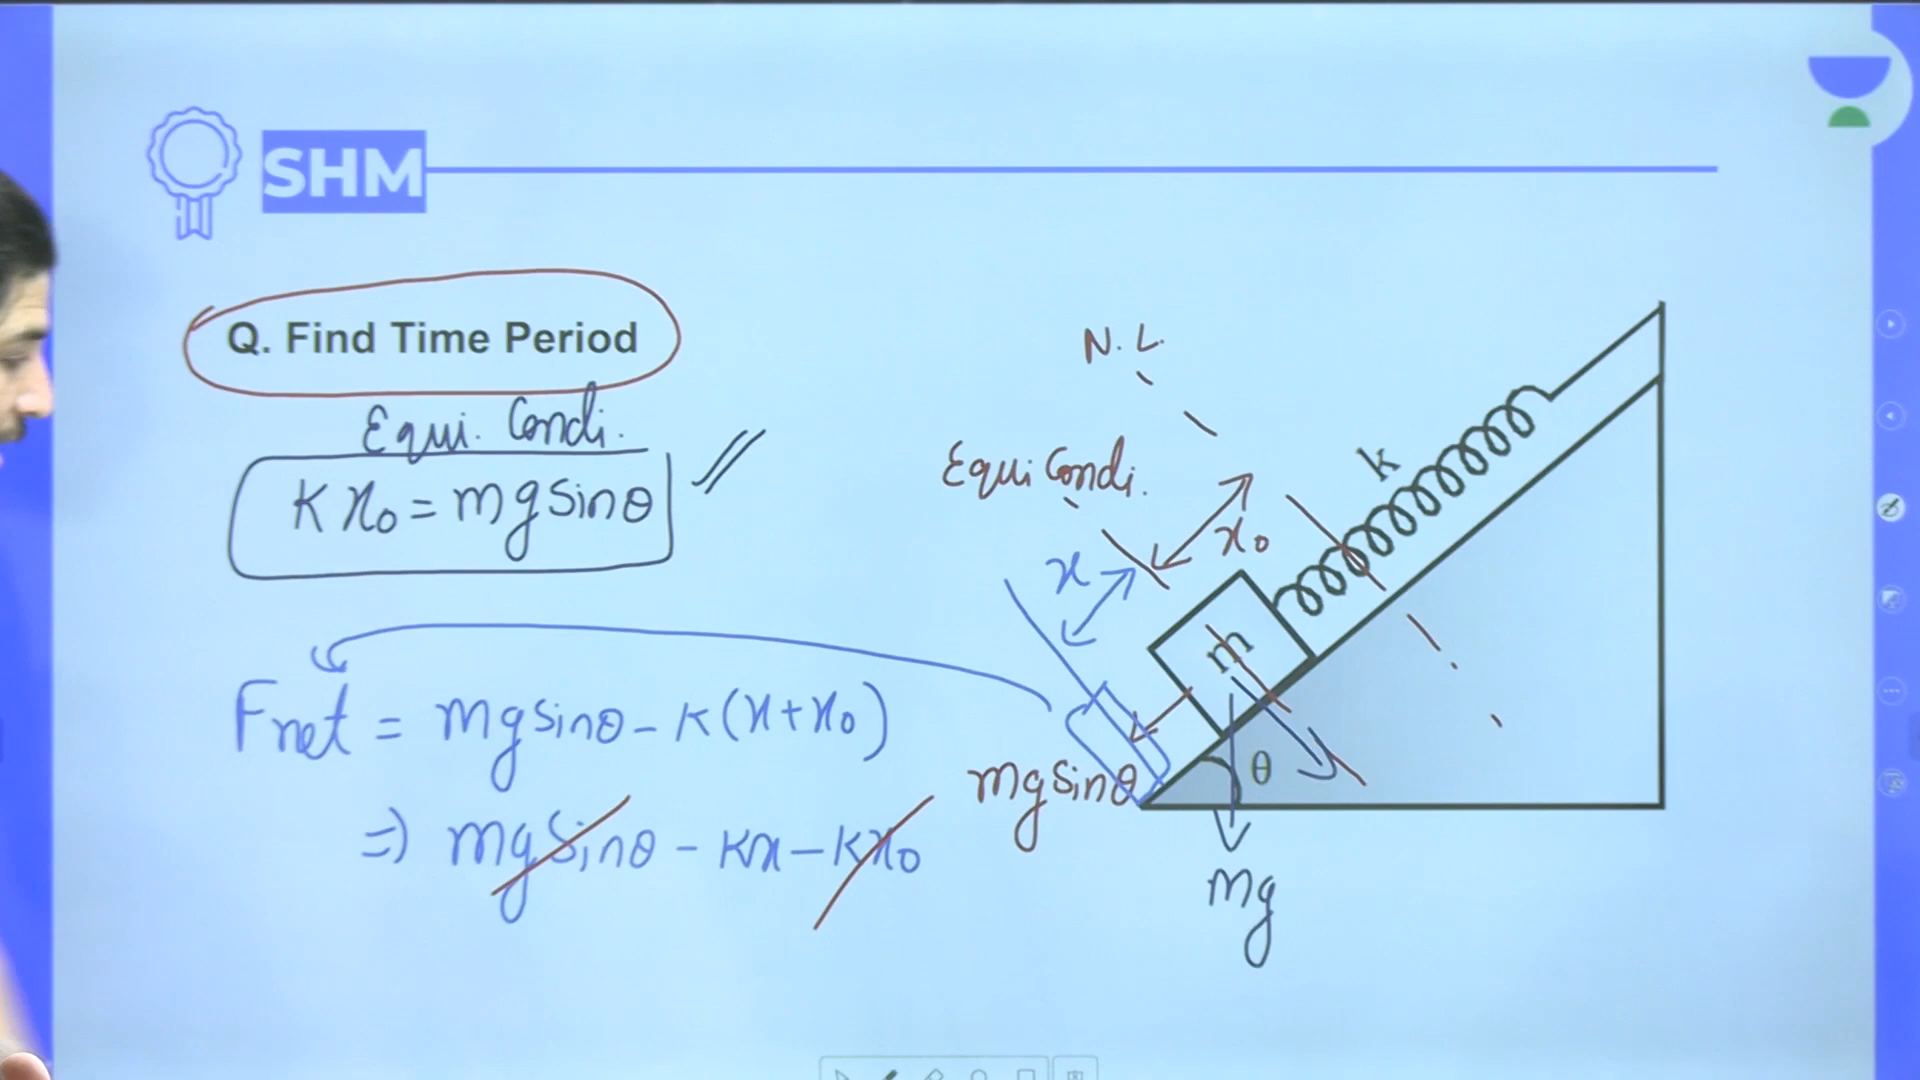 SHM
Q. Find Time Period
Equi. Condi.
Kx₀ = mg sinθ
Fnet = mg sinθ - K(x+x₀)
=) mg sinθ - Kx - Kx₀
N.L.
Equi Condi.
x₀
x
k
m
θ
mg sinθ
mg